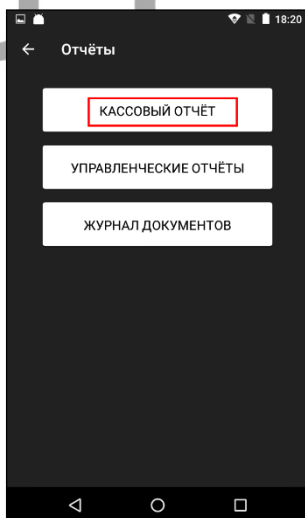 18:20
Отчёты
КАССОВЫЙ ОТЧЁТ
УПРАВЛЕНЧЕСКИЕ ОТЧЁТЫ
ЖУРНАЛ ДОКУМЕНТОВ